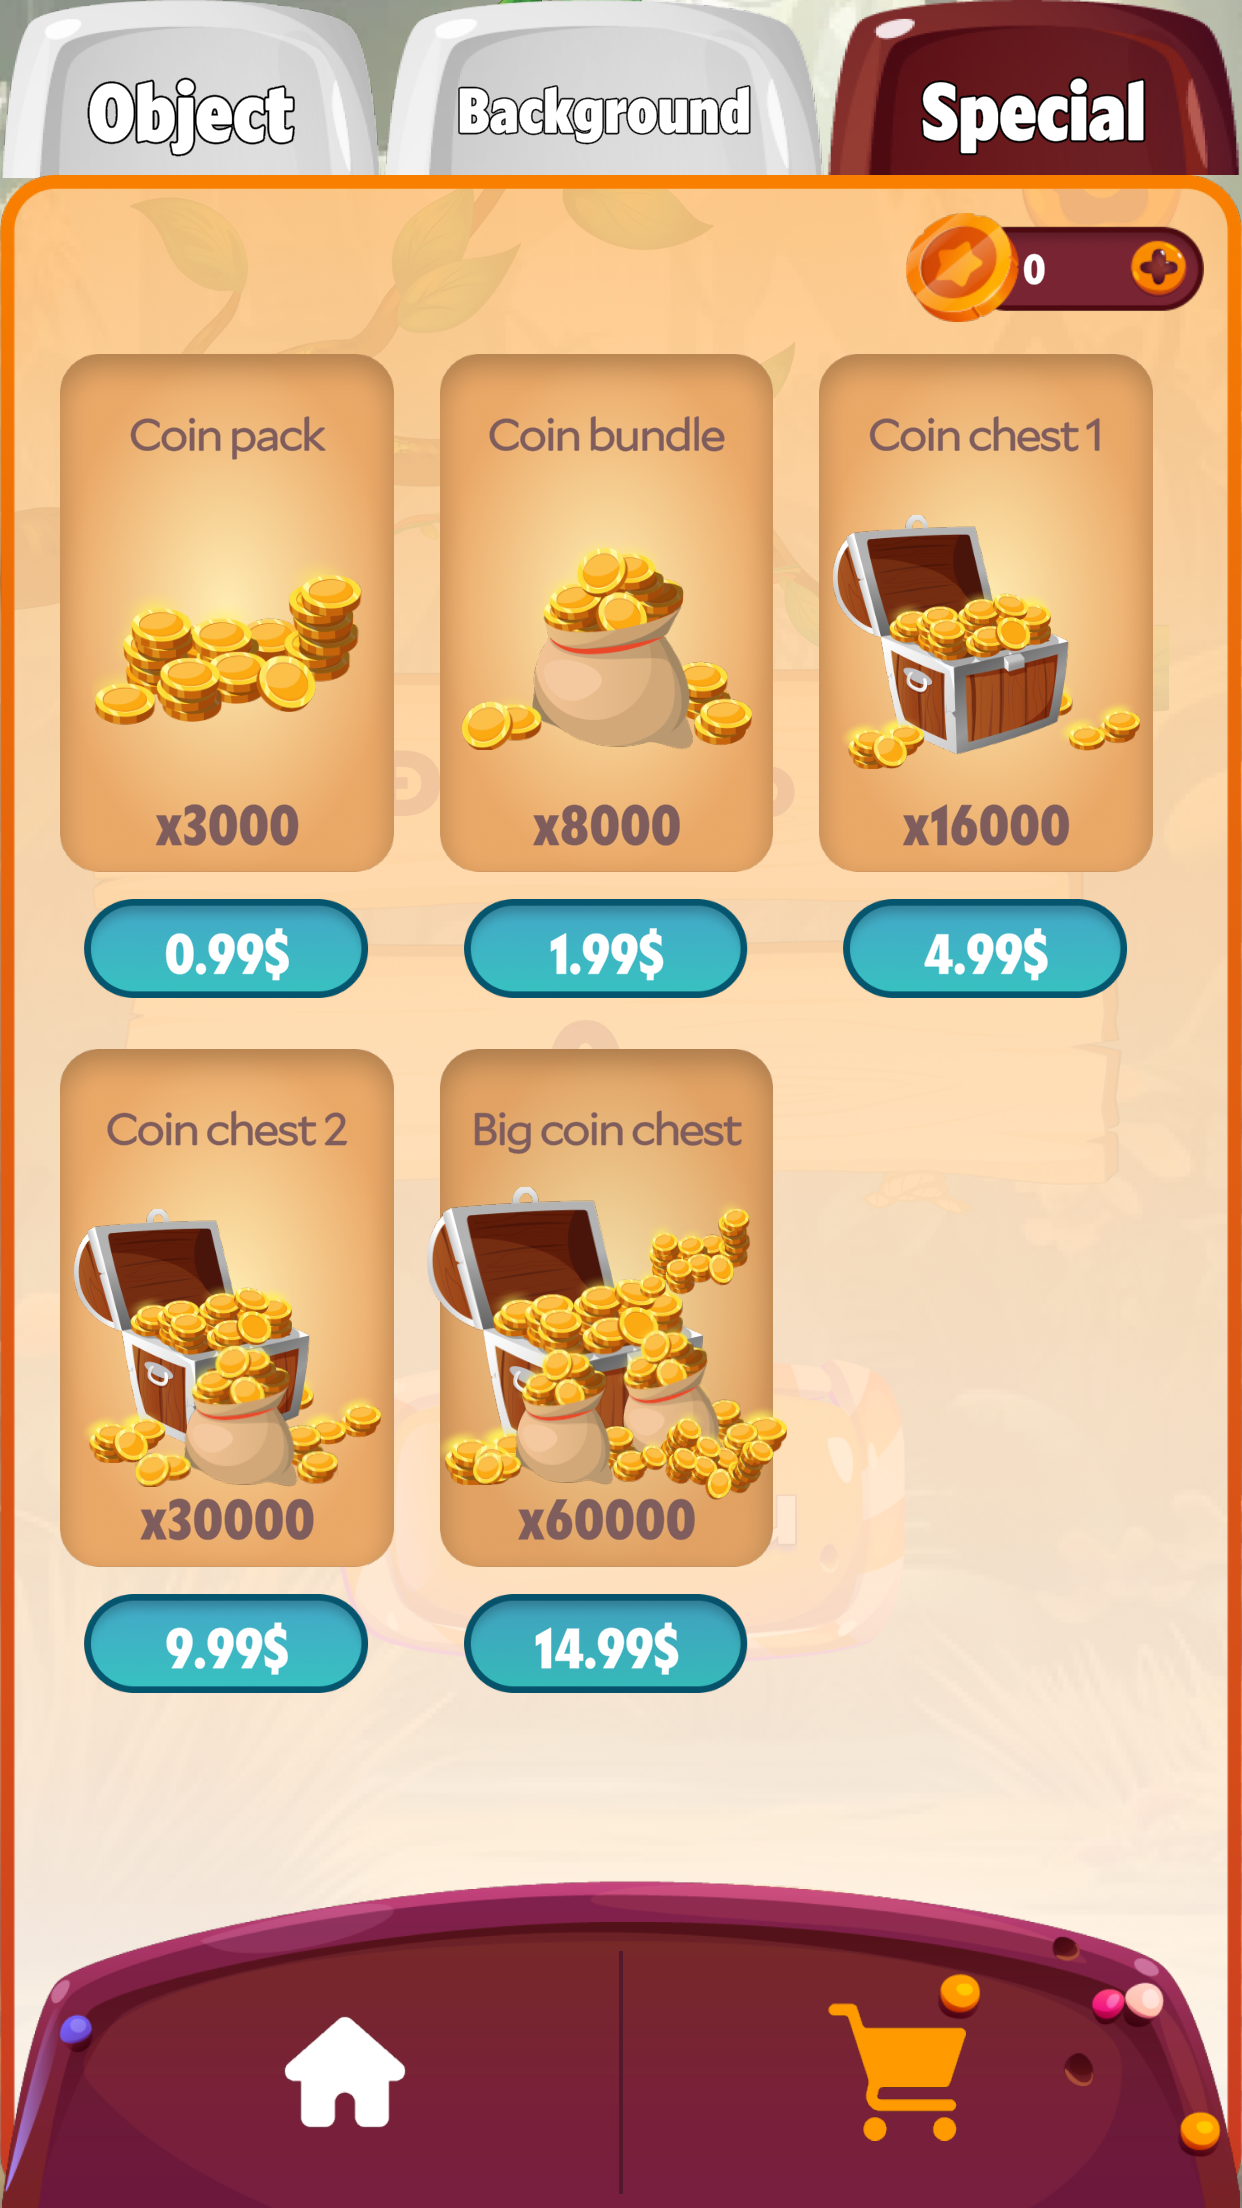 Object
Background
Special
0
Coin pack
Coin bundle
Coin chest 1
x3000
x8000
x16000
0.99$
1.99$
4.99$
Coin chest 2
Big coin chest
x30000
x60000
9.99$
14.99$